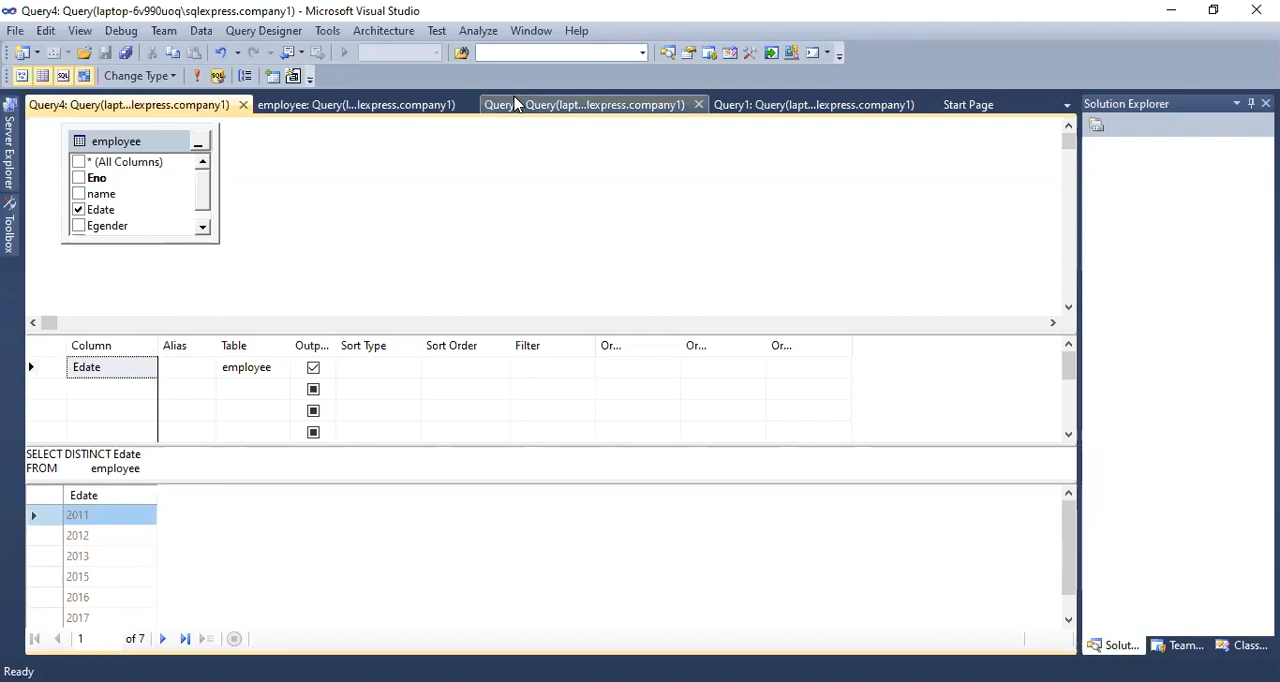 Query4: Query(laptop-6v990uoq\sqlexpress.company1) - Microsoft Visual Studio
File Edit View Debug Team Data Query Designer Tools Architecture Test Analyze Window Help
Change Type
Query4: Query(lapt...lexpress.company1) employee: Query(l...lexpress.company1) Query Query(lapt...lexpress.company1) Query1: Query(lapt...lexpress.company1) Start Page
Solution Explorer
Server Explorer
Toolbox
employee
* (All Columns)
Eno
name
Edate
Egender
Column Alias Table Outp... Sort Type Sort Order Filter Or... Or... Or...
Edate employee
SELECT DISTINCT Edate
FROM employee
Edate
2011
2012
2013
2015
2016
2017
1 of 7
Solut... Team... Class...
Ready